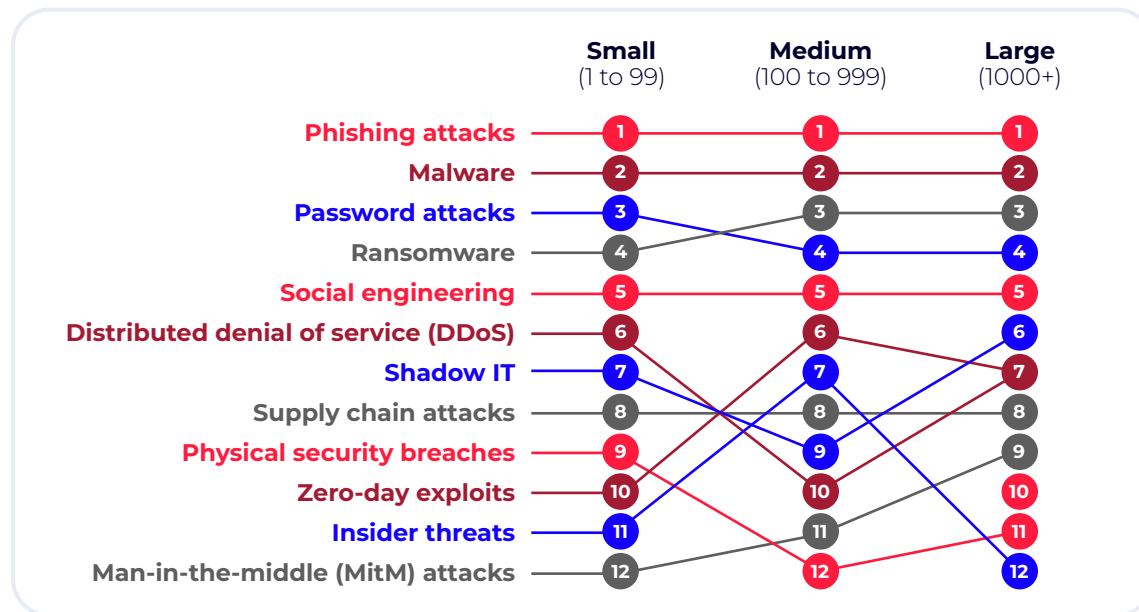 Small Medium Large
(1 to 99) (100 to 999) (1000+)
Phishing attacks 1 1 1
Malware 2 2 2
Password attacks 3 3 3
Ransomware 4 4 4
Social engineering 5 5 5
Distributed denial of service (DDoS) 6 6 6
Shadow IT 7 7 7
Supply chain attacks 8 8 8
Physical security breaches 9 9 9
Zero-day exploits 10 10 10
Insider threats 11 11 11
Man-in-the-middle (MitM) attacks 12 12 12